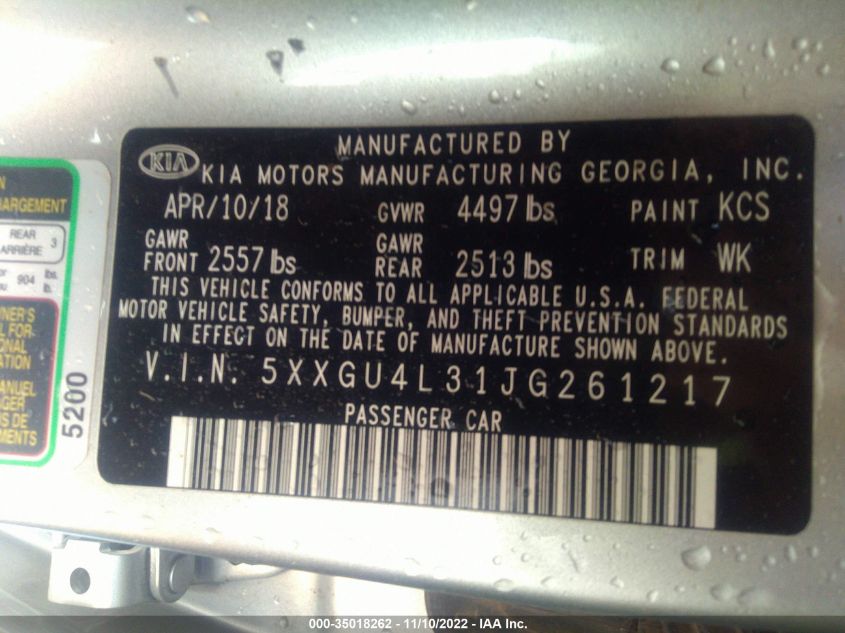 MANUFACTURED BY
KIA KIA MOTORS MANUFACTURING GEORGIA, INC.
APR/10/18 GVWR 4497 lbs PAINT KCS
GAWR FRONT 2557 lbs GAWR REAR 2513 lbs TRIM WK
THIS VEHICLE CONFORMS TO ALL APPLICABLE U.S.A. FEDERAL
MOTOR VEHICLE SAFETY, BUMPER, AND THEFT PREVENTION STANDARDS
IN EFFECT ON THE DATE OF MANUFACTURE SHOWN ABOVE.
V.I.N. 5XXGU4L31JG261217
PASSENGER CAR
REAR 3
ARRIÈRE
904 lbs.
lb.
5200
000-35018262 - 11/10/2022 - IAA Inc.